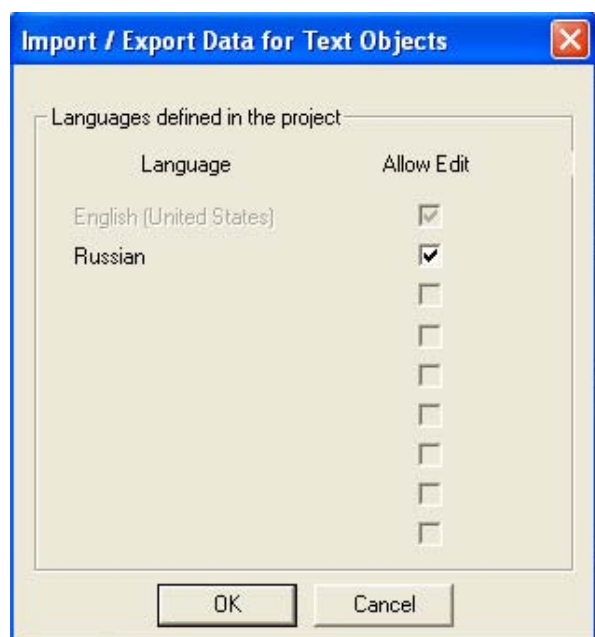 Import / Export Data for Text Objects
Languages defined in the project
Language Allow Edit
English (United States)
Russian
OK Cancel